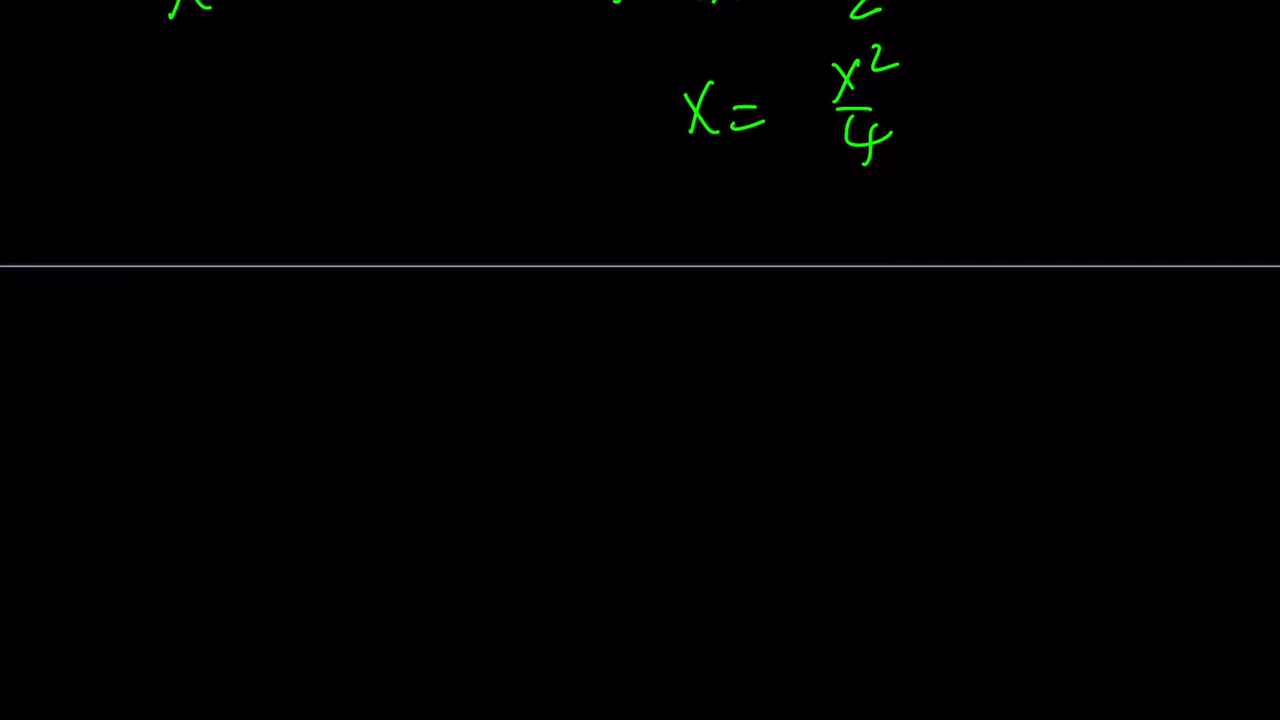 x = x²/4